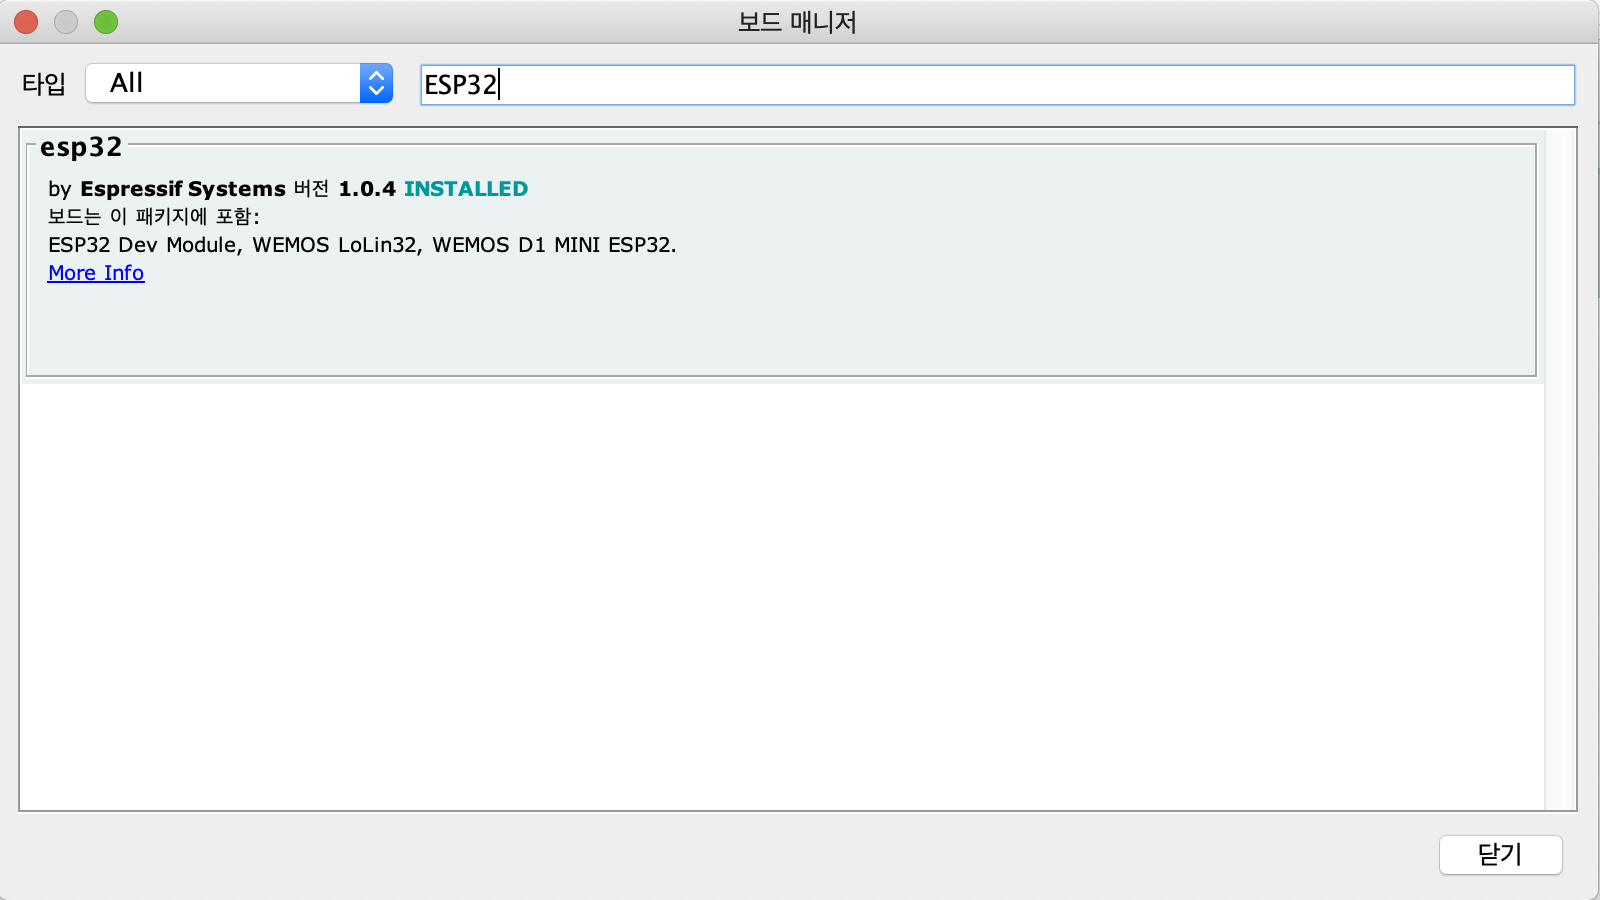 보드 매니저
타입 All ESP32
esp32
by Espressif Systems 버전 1.0.4 INSTALLED
보드는 이 패키지에 포함:
ESP32 Dev Module, WEMOS LoLin32, WEMOS D1 MINI ESP32.
More Info
닫기